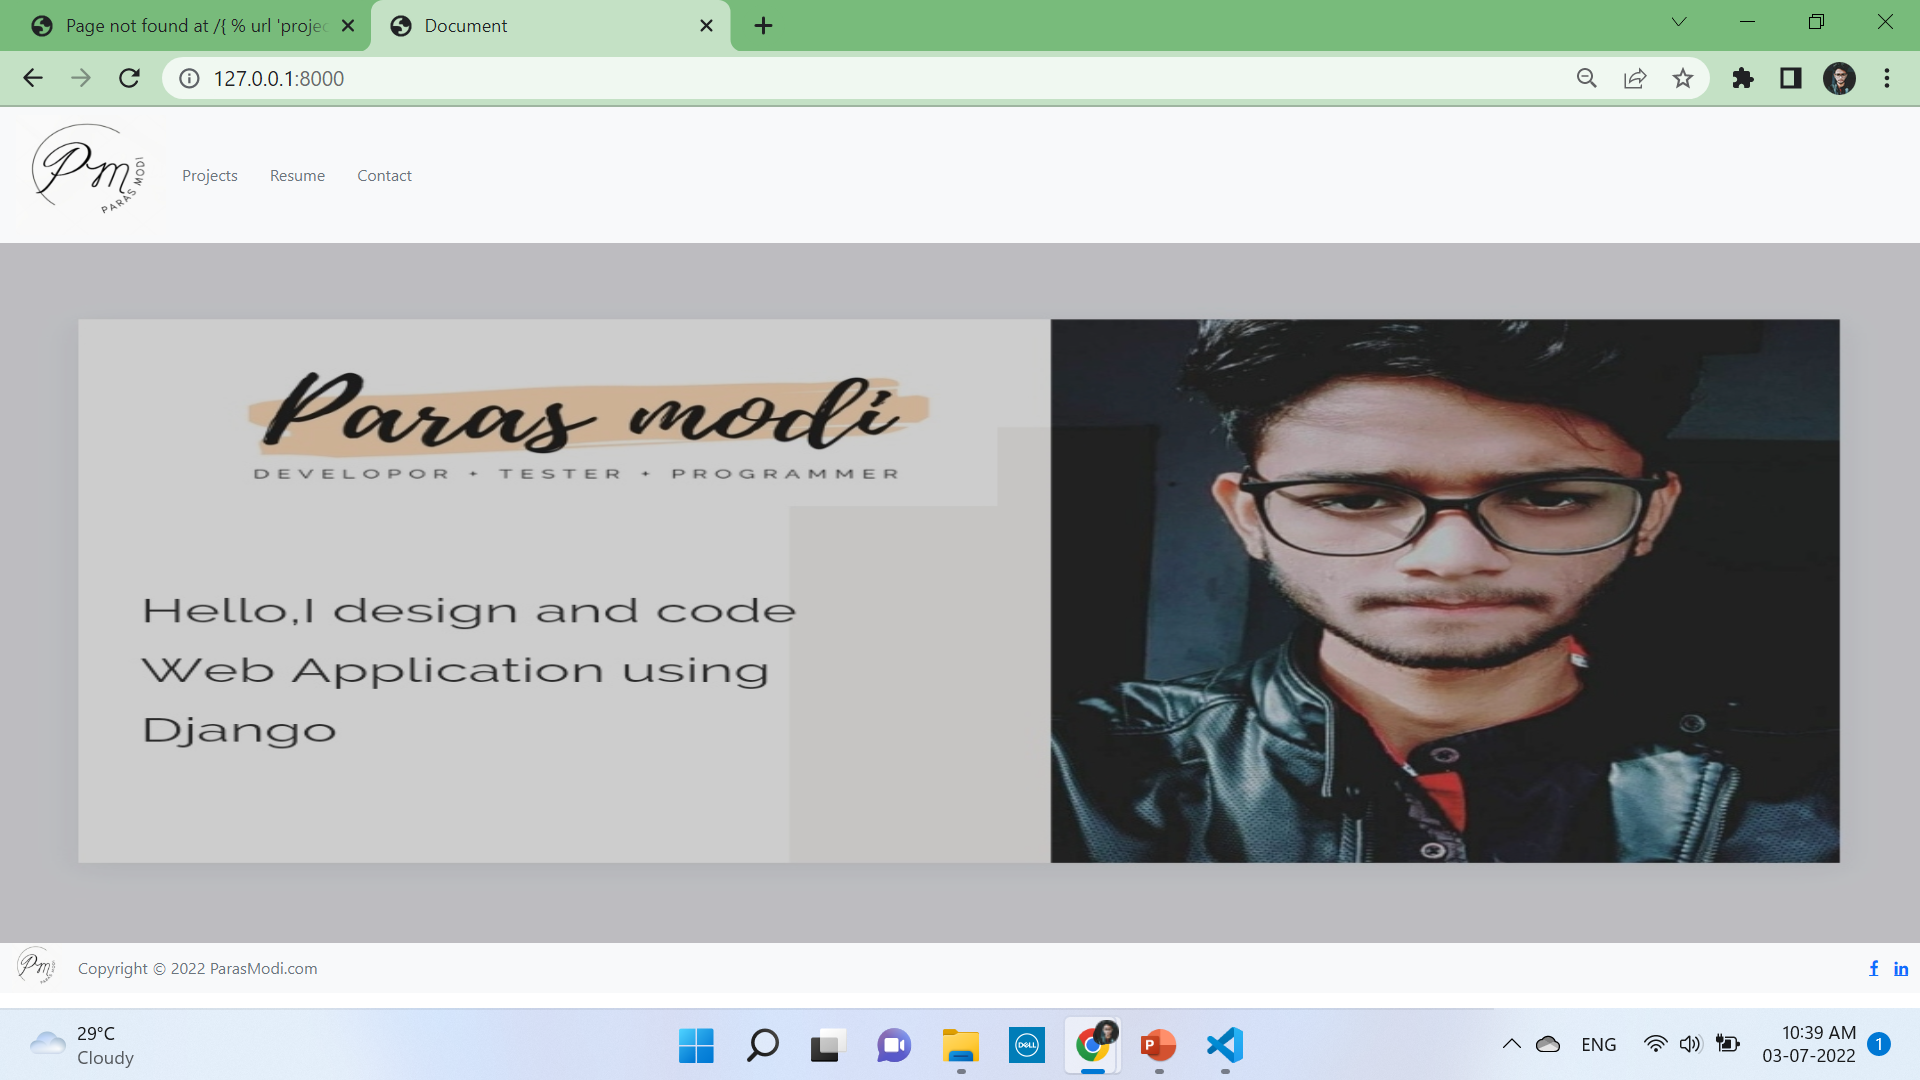 Page not found at /{ % url 'projec
Document
127.0.0.1:8000
Pm
PARAS MODI
Projects
Resume
Contact
Paras modi
DEVELOPOR + TESTER + PROGRAMMER
Hello,I design and code
Web Application using
Django
Pm
Copyright © 2022 ParasModi.com
f
in
29°C
Cloudy
DELL
P
ENG
10:39 AM
03-07-2022
1